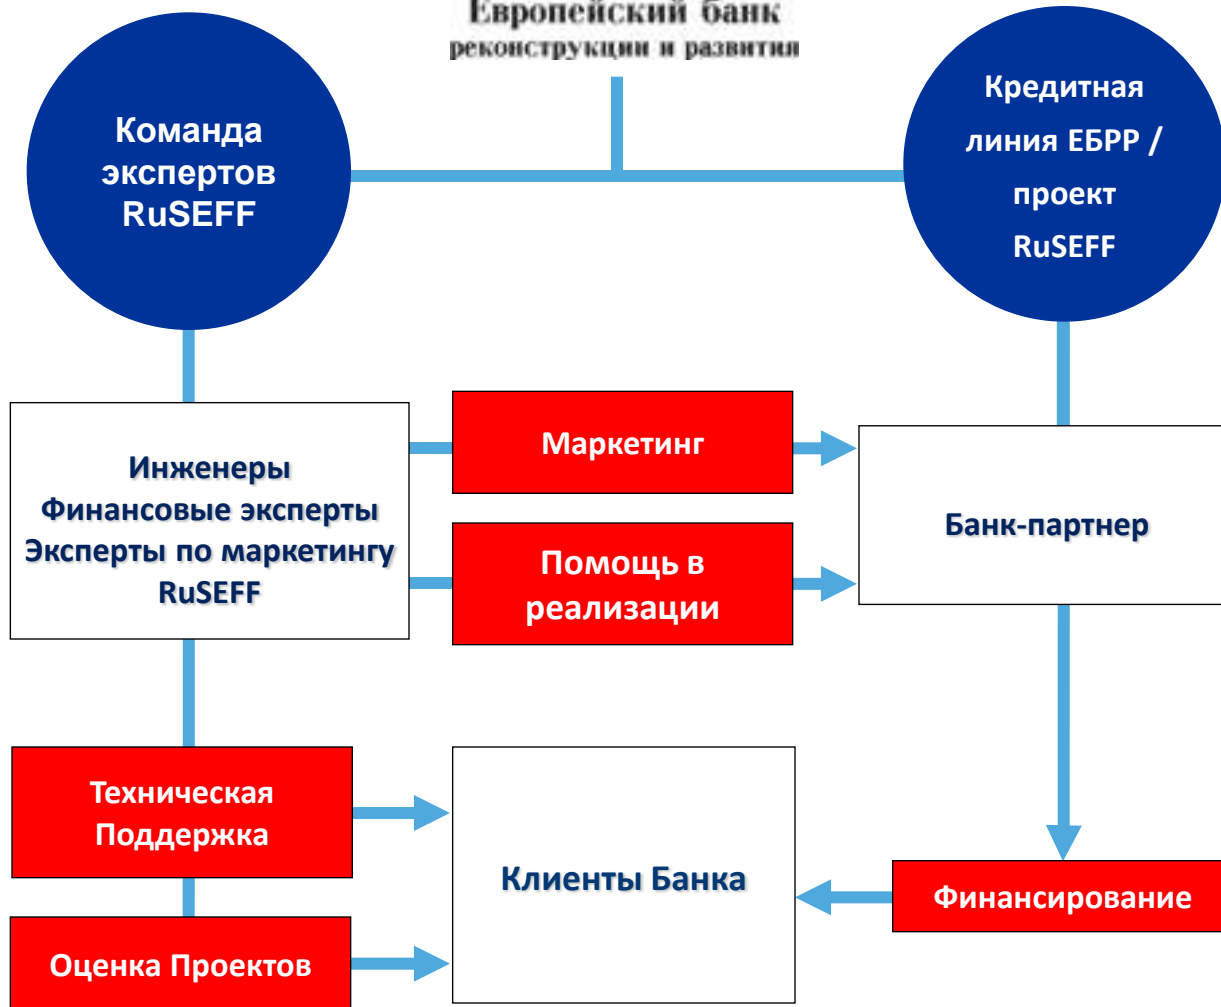 Европейский банк
реконструкции и развития
Команда
экспертов
RuSEFF
Кредитная
линия ЕБРР /
проект
RuSEFF
Инженеры
Финансовые эксперты
Эксперты по маркетингу
RuSEFF
Маркетинг
Помощь в
реализации
Банк-партнер
Техническая
Поддержка
Клиенты Банка
Финансирование
Оценка Проектов